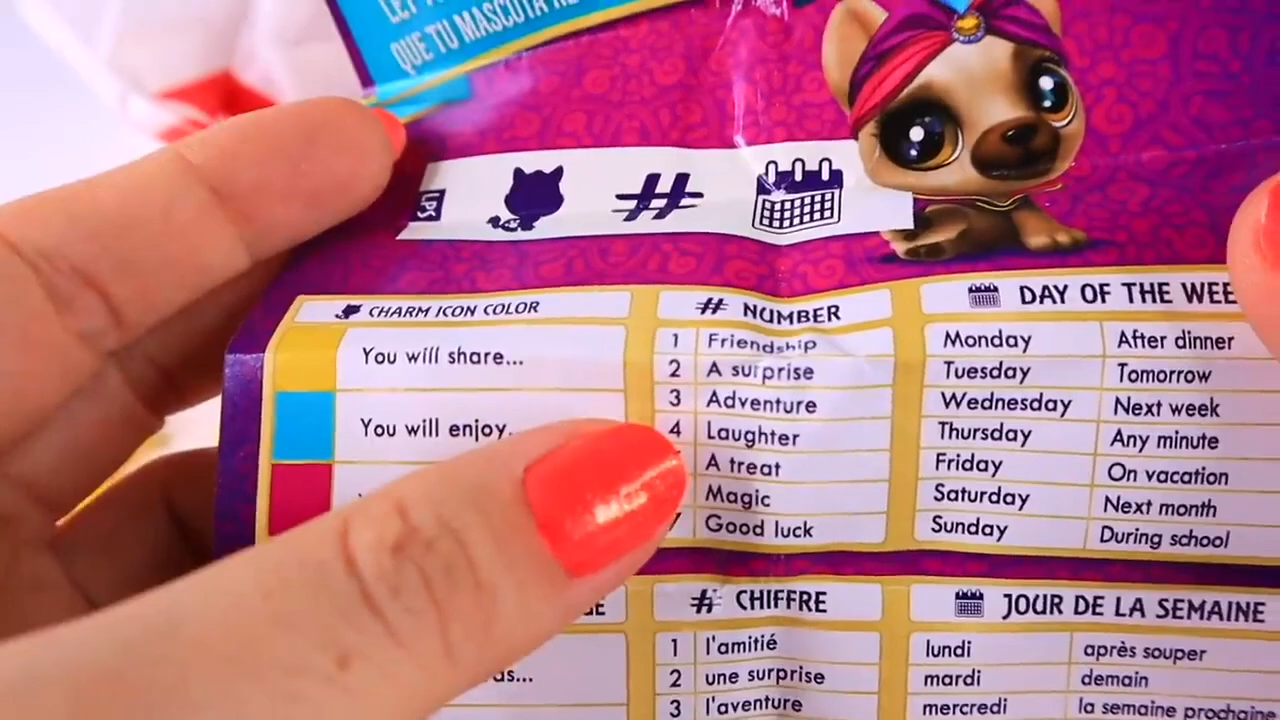 QUE TU MASCOTA
LPS
CHARM ICON COLOR
You will share...
You will enjoy
# NUMBER
1 Friendship
2 A surprise
3 Adventure
4 Laughter
A treat
Magic
7 Good luck
DAY OF THE WEE
Monday After dinner
Tuesday Tomorrow
Wednesday Next week
Thursday Any minute
Friday On vacation
Saturday Next month
Sunday During school
# CHIFFRE
1 l'amitié
2 une surprise
3 l'aventure
JOUR DE LA SEMAINE
lundi après souper
mardi demain
mercredi la semaine prochaine